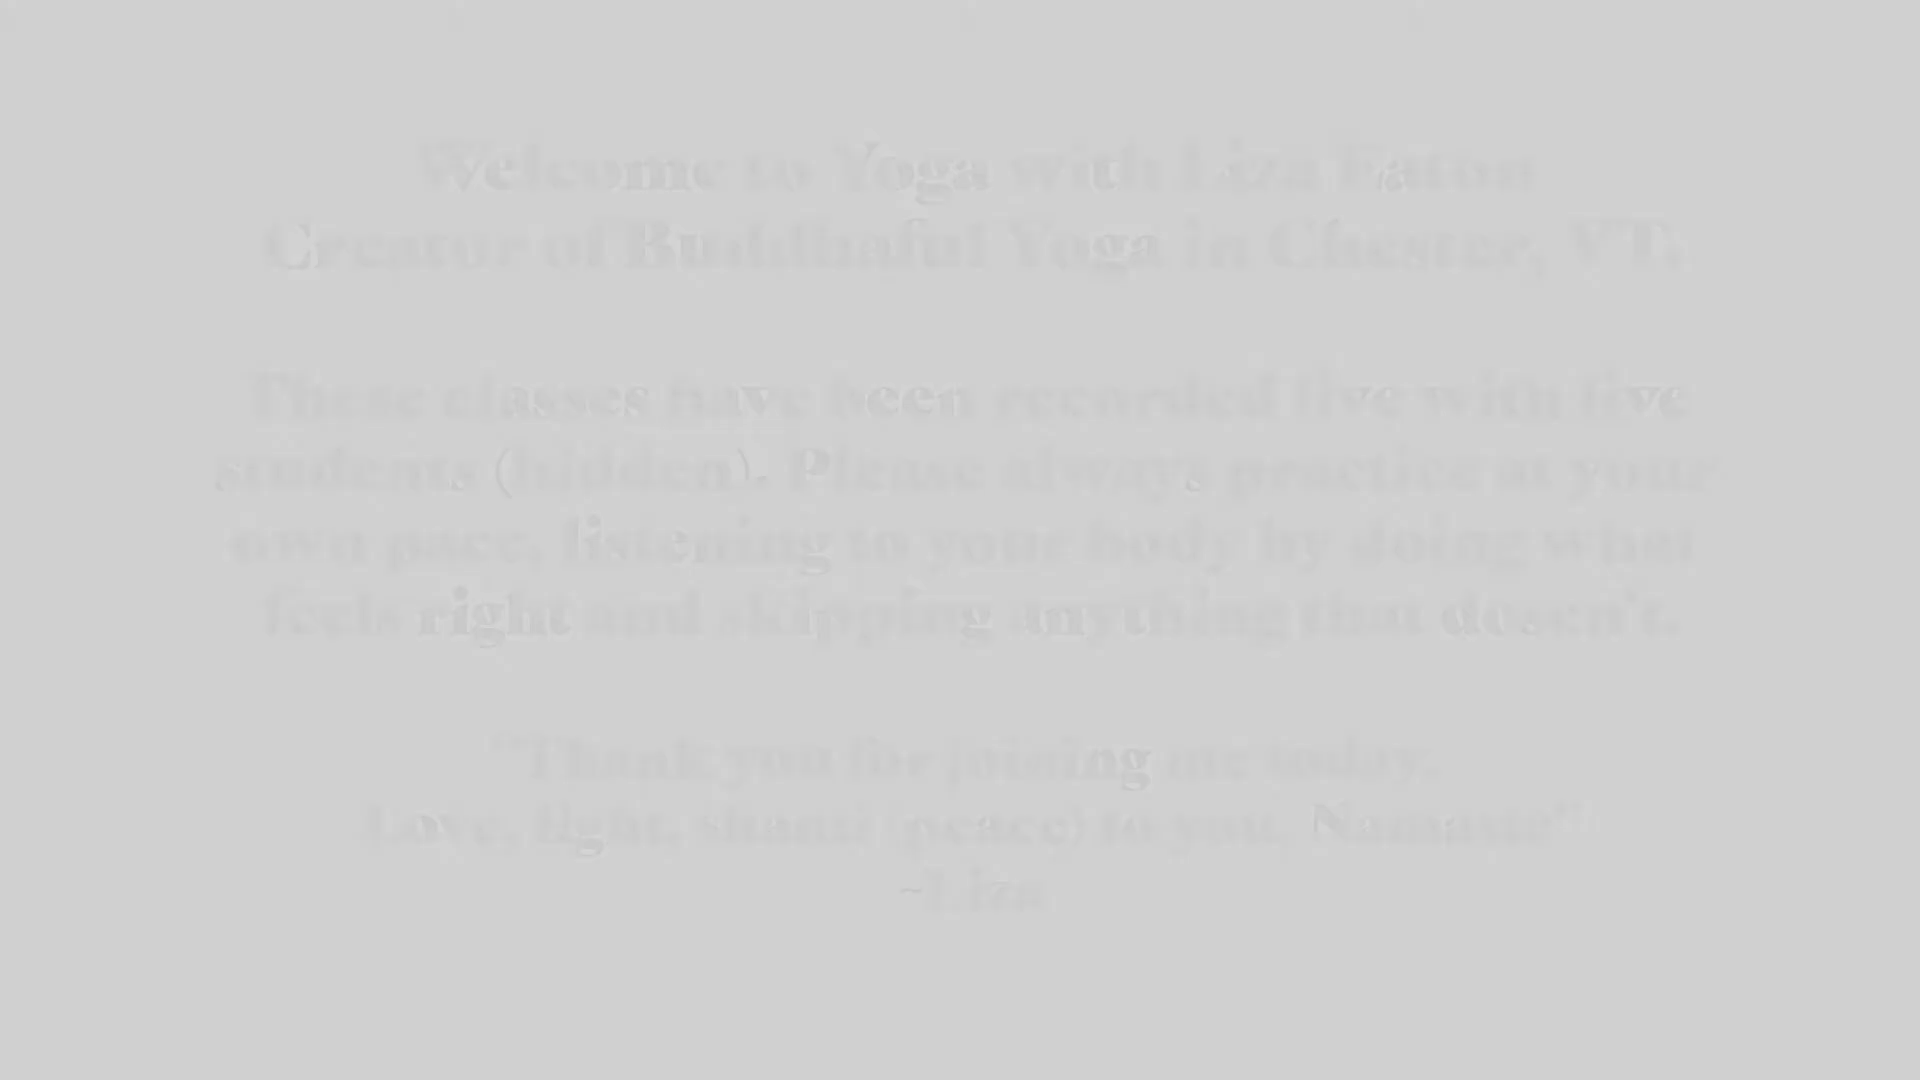 Welcome to Yoga with Liza Eaton
Creator of Buddhaful Yoga in Chester, VT.
These classes have been recorded live with live
students (hidden). Please always practice at your
own pace, listening to your body by doing what
feels right and skipping anything that doesn't.
"Thank you for joining me today.
Love, light, shanti (peace) to you. Namaste"
~Liza